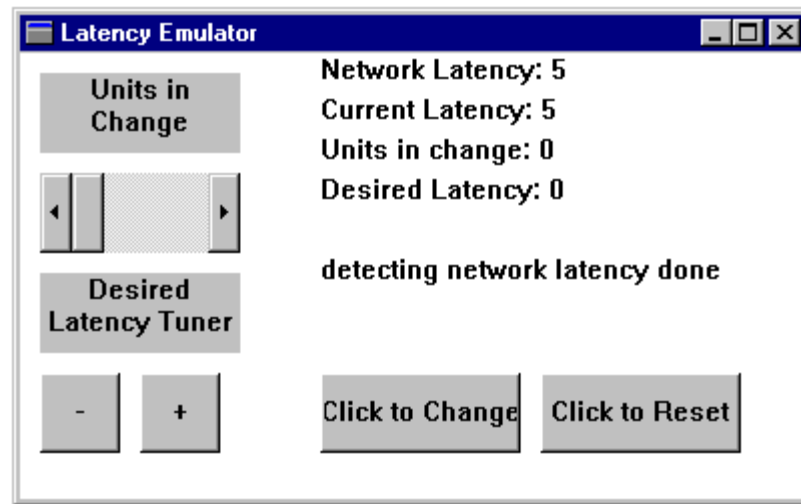 Latency Emulator
Units in
Change
Network Latency: 5
Current Latency: 5
Units in change: 0
Desired Latency: 0
detecting network latency done
Desired
Latency Tuner
-
+
Click to Change
Click to Reset